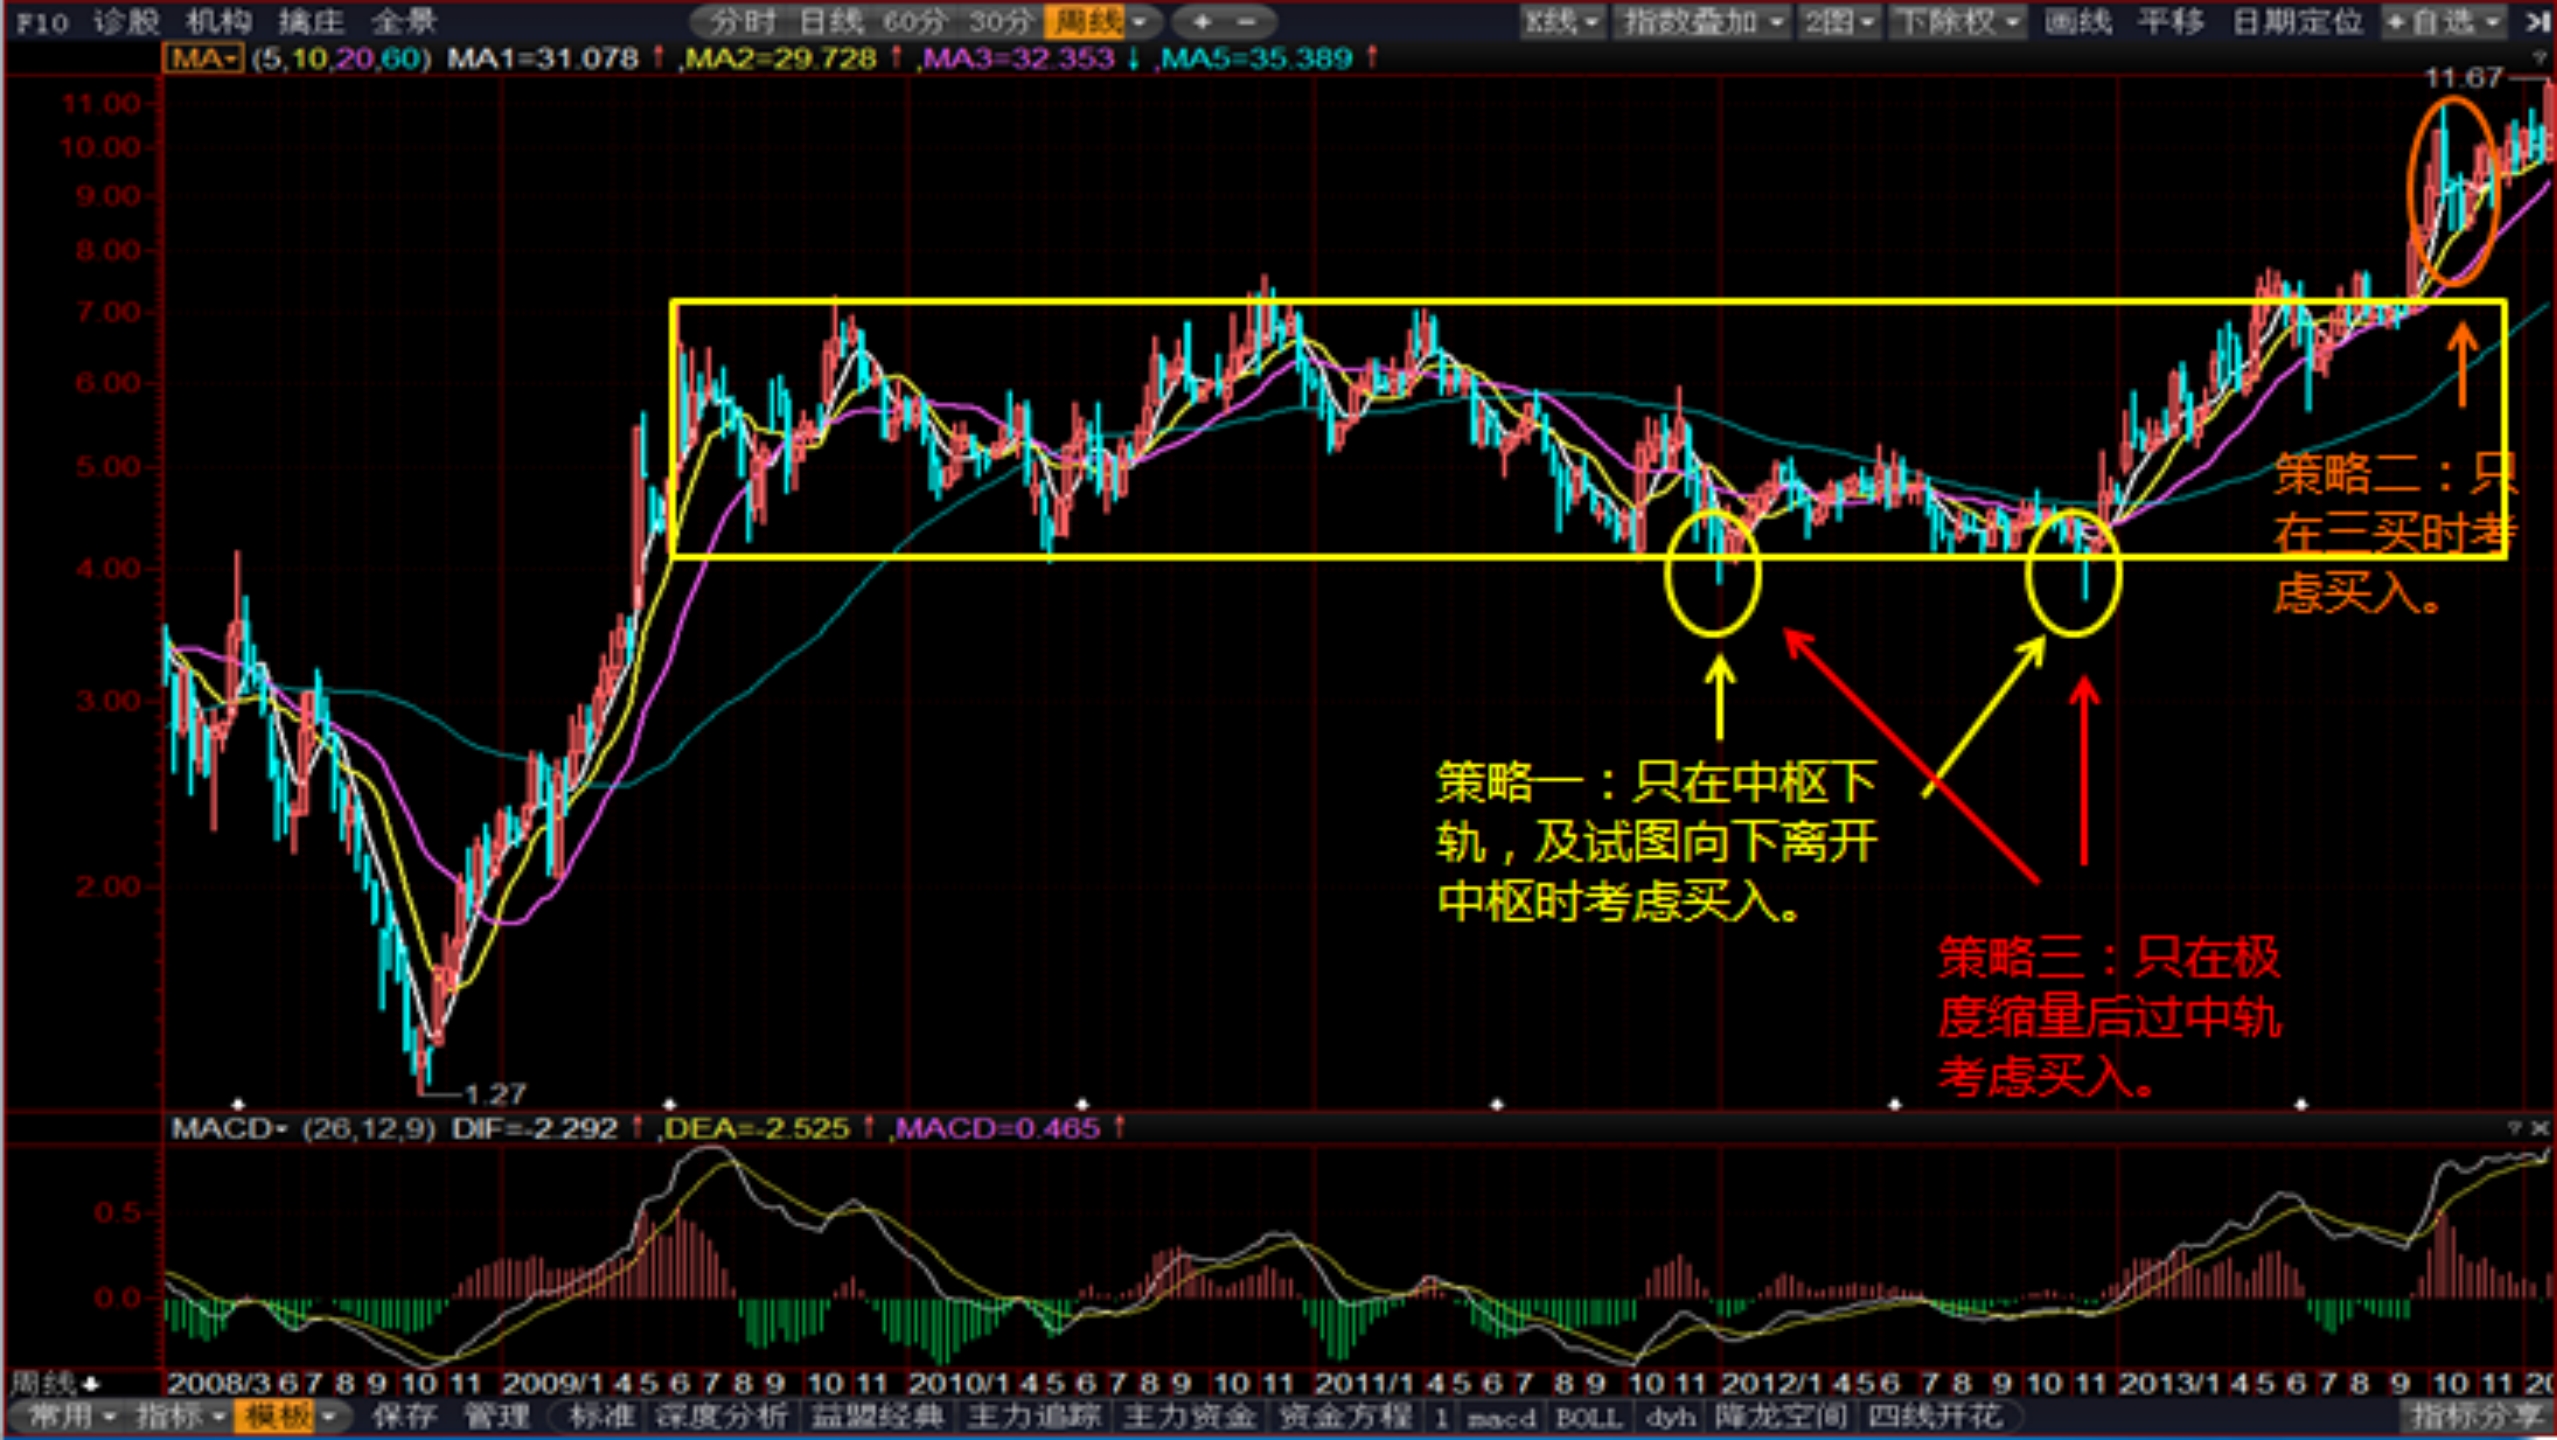 F10 诊股 机构 擒庄 全景 分时 日线 60分 30分 周线 + - K线 指数叠加 2图 下除权 画线 平移 日期定位 +自选
MA (5,10,20,60) MA1=31.078 ↑ ,MA2=29.728 ↑ ,MA3=32.353 ↓ ,MA5=35.389 ↑ ?
11.67
11.00
10.00
9.00
8.00
7.00
6.00
5.00
4.00
3.00
2.00
策略二：只
在三买时考
虑买入。
策略一：只在中枢下
轨，及试图向下离开
中枢时考虑买入。
策略三：只在极
度缩量后过中轨
考虑买入。
1.27
MACD (26,12,9) DIF=-2.292 ↑ ,DEA=-2.525 ↑ ,MACD=0.465 ↑ ? ×
0.5
0.0
周线 2008/3 6 7 8 9 10 11 2009/1 4 5 6 7 8 9 10 11 2010/1 4 5 6 7 8 9 10 11 2011/1 4 5 6 7 8 9 10 11 2012/1 4 5 6 7 8 9 10 11 2013/1 4 5 6 7 8 9 10 11 20
常用 指标 模板 保存 管理 标准 深度分析 益盟经典 主力追踪 主力资金 资金方程 1 macd BOLL dyh 降龙空间 四线开花 指标分享